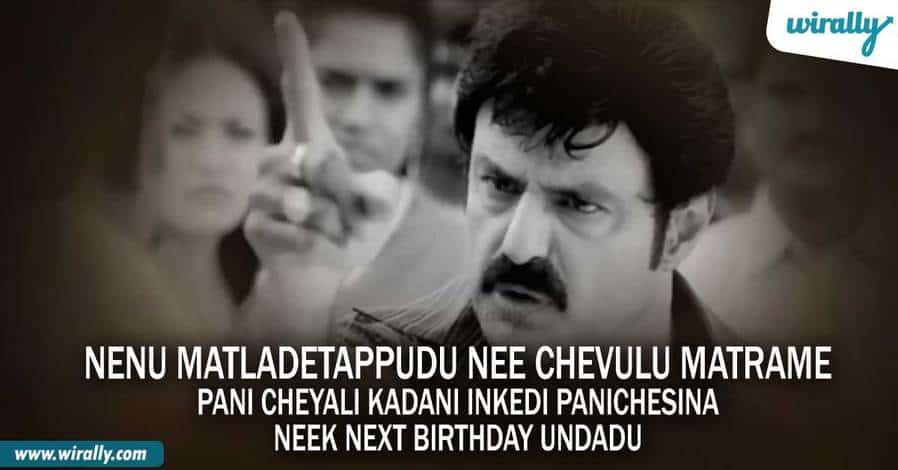 wirally
NENU MATLADETAPPUDU NEE CHEVULU MATRAME
PANI CHEYALI KADANI INKEDI PANICHESINA
NEEK NEXT BIRTHDAY UNDADU
www.wirally.com